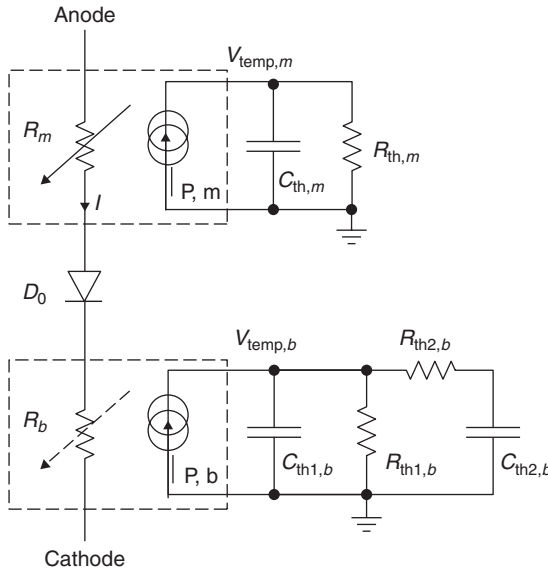 Anode
V_temp,m
R_m
R_th,m
C_th,m
P, m
I
D_0
V_temp,b
R_th2,b
R_b
P, b
C_th1,b
R_th1,b
C_th2,b
Cathode